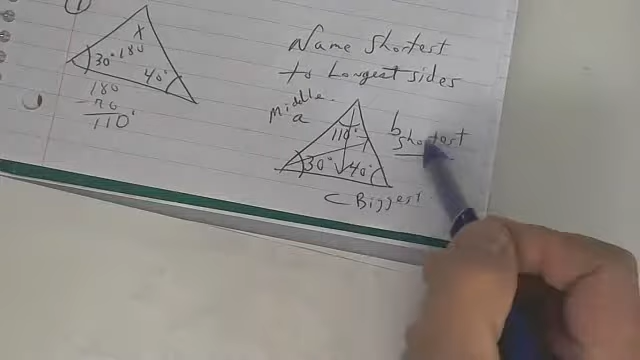 1
X
30° 180
40°
180
- 70
110°
Name Shortest
to Longest sides
Middle
a
b
Shortest
110°
30° 40°
C Biggest